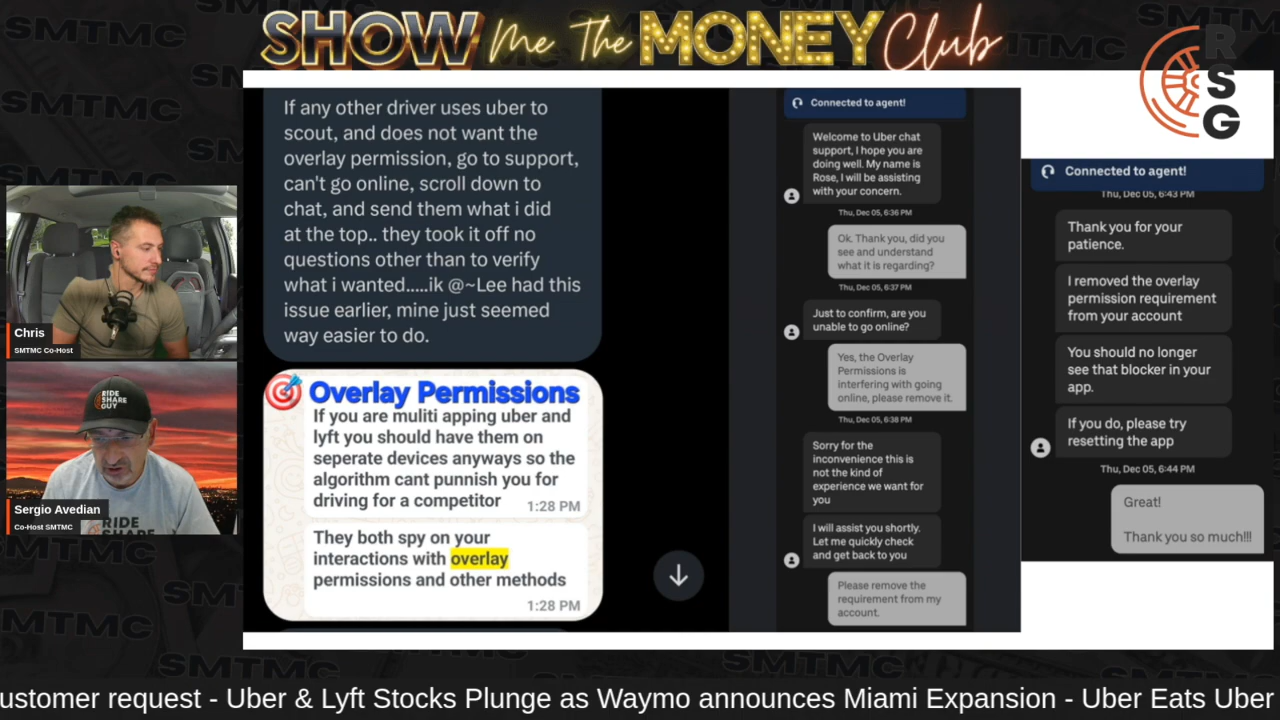 SHOW Me The MONEY Club
RSG
If any other driver uses uber to
scout, and does not want the
overlay permission, go to support,
can't go online, scroll down to
chat, and send them what i did
at the top.. they took it off no
questions other than to verify
what i wanted.....ik @~Lee had this
issue earlier, mine just seemed
way easier to do.
Overlay Permissions
If you are muliti apping uber and
lyft you should have them on
seperate devices anyways so the
algorithm cant punnish you for
driving for a competitor
1:28 PM
They both spy on your
interactions with overlay
permissions and other methods
1:28 PM
Connected to agent!
Welcome to Uber chat
support, I hope you are
doing well. My name is
Rose, I will be assisting
with your concern.
Thu, Dec 05, 6:36 PM
Ok. Thank you, did you
see and understand
what it is regarding?
Thu, Dec 05, 6:37 PM
Just to confirm, are you
unable to go online?
Yes, the Overlay
Permissions is
interfering with going
online, please remove it.
Thu, Dec 05, 6:38 PM
Sorry for the
inconvenience this is
not the kind of
experience we want for
you
I will assist you shortly.
Let me quickly check
and get back to you
Please remove the
requirement from my
account.
Connected to agent!
Thu, Dec 05, 6:43 PM
Thank you for your
patience.
I removed the overlay
permission requirement
from your account
You should no longer
see that blocker in your
app.
If you do, please try
resetting the app
Thu, Dec 05, 6:44 PM
Great!
Thank you so much!!!
Chris
SMTMC Co-Host
RIDE
SHARE
GUY
Sergio Avedian
Co-Host SMTMC
RIDE
SHARE
SMTMC
SMTMC
SMTMC
SMTMC
SMTMC
SMTMC
SMTMC
ustomer request - Uber & Lyft Stocks Plunge as Waymo announces Miami Expansion - Uber Eats Uber